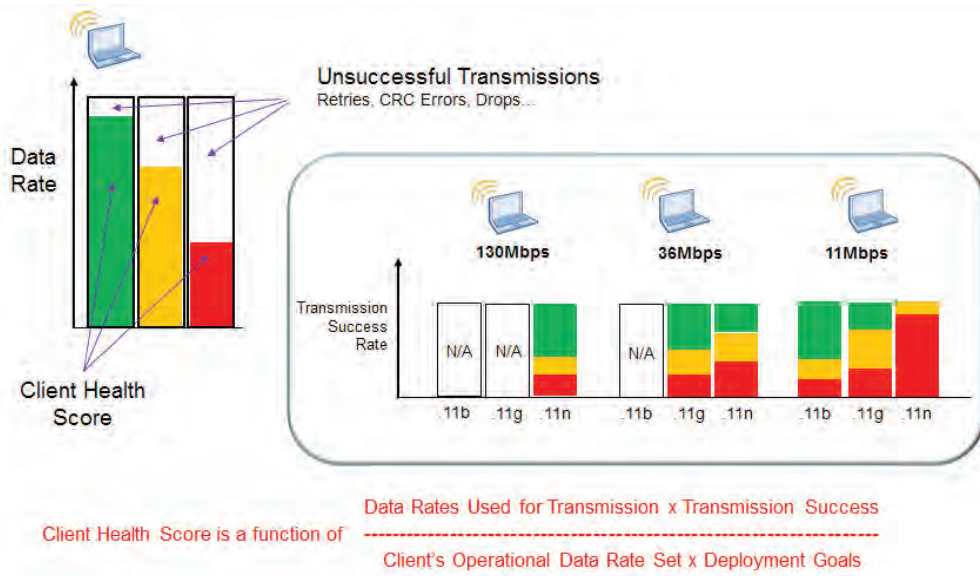 Unsuccessful Transmissions
Retries, CRC Errors, Drops...
Data
Rate
Client Health
Score
130Mbps
36Mbps
11Mbps
Transmission
Success
Rate
N/A
N/A
N/A
.11b
.11g
.11n
.11b
.11g
.11n
.11b
.11g
.11n
Client Health Score is a function of
Data Rates Used for Transmission x Transmission Success
Client's Operational Data Rate Set x Deployment Goals